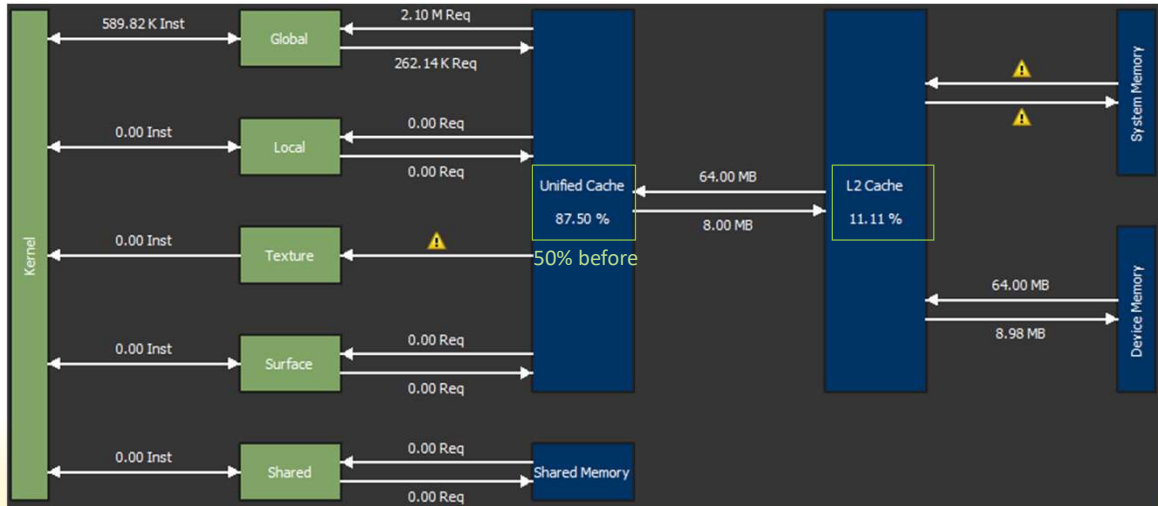 2.10 M Req
589.82 K Inst
Global
262.14 K Req
System Memory
0.00 Req
0.00 Inst
Local
0.00 Req
Unified Cache
64.00 MB
L2 Cache
87.50 %
8.00 MB
11.11 %
Kernel
0.00 Inst
Texture
50% before
64.00 MB
Device Memory
8.98 MB
0.00 Req
0.00 Inst
Surface
0.00 Req
0.00 Req
0.00 Inst
Shared
Shared Memory
0.00 Req